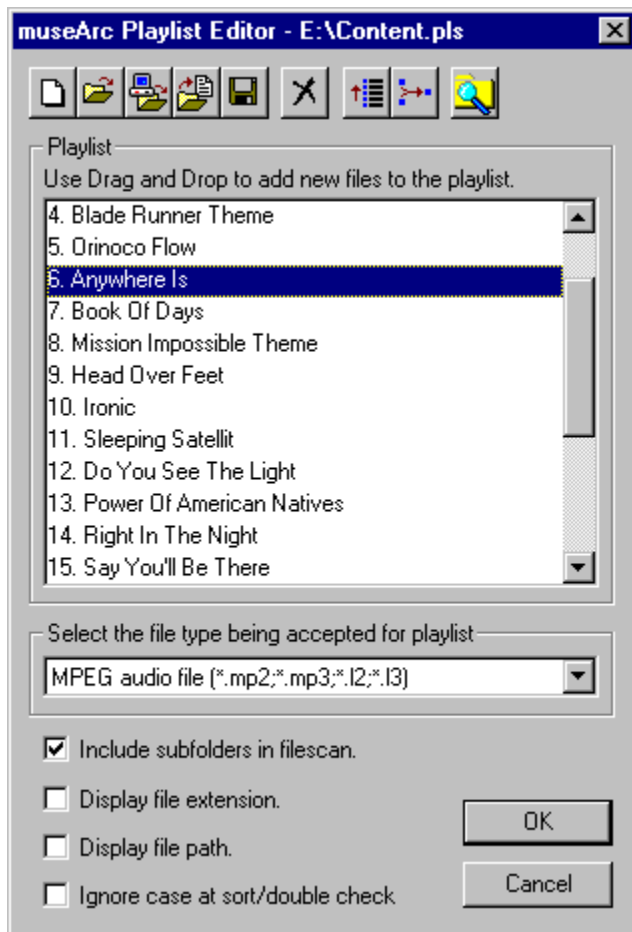 museArc Playlist Editor - E:\Content.pls
Playlist
Use Drag and Drop to add new files to the playlist.
4. Blade Runner Theme
5. Orinoco Flow
6. Anywhere Is
7. Book Of Days
8. Mission Impossible Theme
9. Head Over Feet
10. Ironic
11. Sleeping Satellit
12. Do You See The Light
13. Power Of American Natives
14. Right In The Night
15. Say You'll Be There
Select the file type being accepted for playlist
MPEG audio file (*.mp2;*.mp3;*.l2;*.l3)
Include subfolders in filescan.
Display file extension.
Display file path.
OK
Ignore case at sort/double check
Cancel